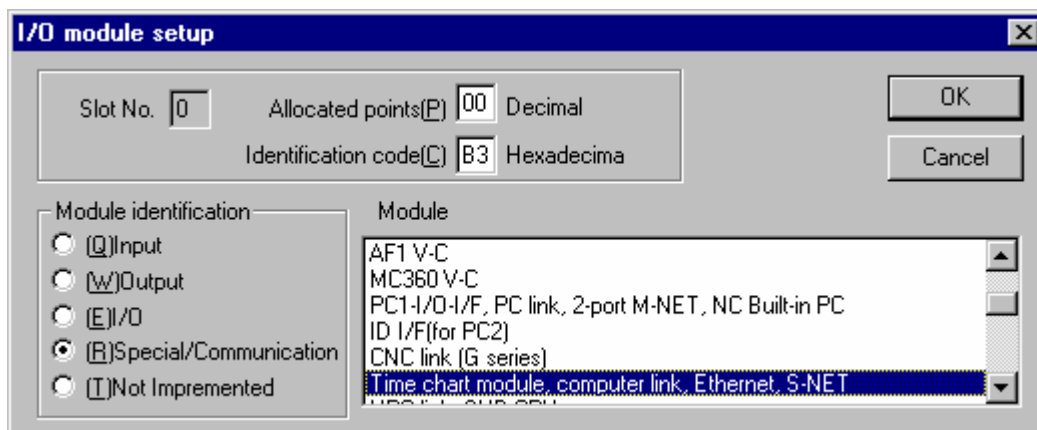 I/O module setup
Slot No. 0 Allocated points(P) 00 Decimal OK
Identification code(C) B3 Hexadecima Cancel
Module identification Module
(Q)Input
(W)Output
(E)I/O
(R)Special/Communication
(T)Not Impremented
AF1 V-C
MC360 V-C
PC1-I/O-I/F, PC link, 2-port M-NET, NC Built-in PC
ID I/F(for PC2)
CNC link (G series)
Time chart module, computer link, Ethernet, S-NET